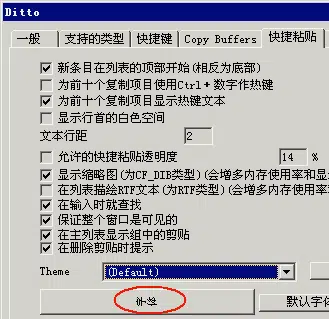 Ditto
一般
支持的类型
快捷键
Copy Buffers
快捷粘贴
新条目在列表的顶部开始(相反为底部)
为前十个复制项目使用Ctrl+数字作热键
为前十个复制项目显示热键文本
显示行首的白色空间
文本行距
2
允许的快捷粘贴透明度
14
%
显示缩略图(为CF_DIB类型)(会增多内存使用率和显
在列表描绘RTF文本(为RTF类型)(会增多内存使用率
在输入时就查找
保证整个窗口是可见的
在主列表显示组中的剪贴
在删除剪贴时提示
Theme
(Default)
默认字体